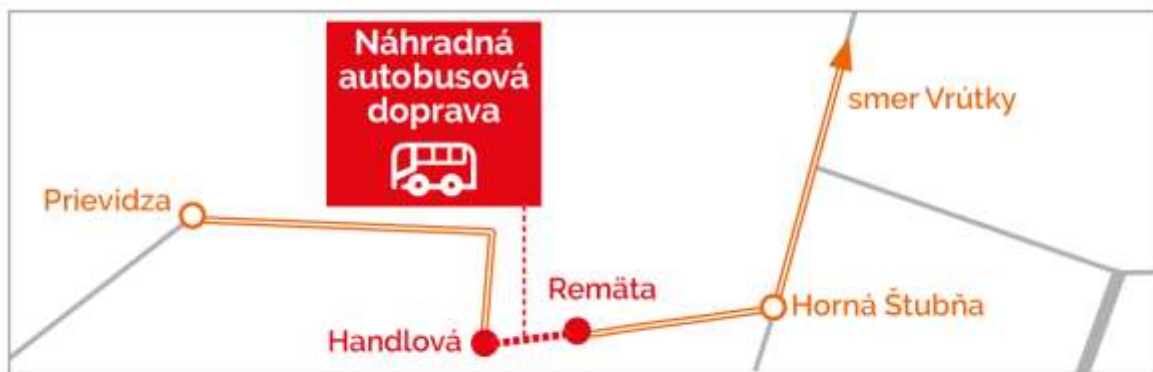 Náhradná
autobusová
doprava
smer Vrútky
Prievidza
Remäta
Horná Štubňa
Handlová